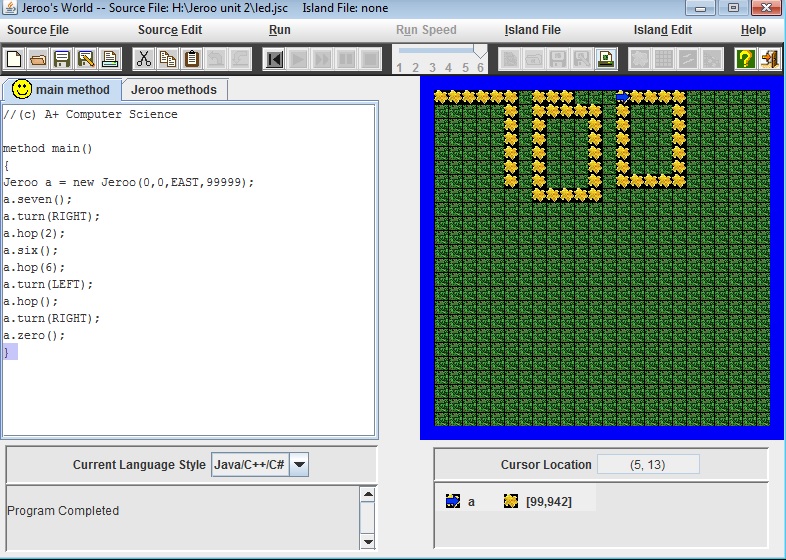 Jeroo's World -- Source File: H:\Jeroo unit 2\led.jsc    Island File: none
Source File Source Edit Run Run Speed Island File Island Edit Help
1 2 3 4 5 6
main method Jeroo methods
//(c) A+ Computer Science
method main()
{
Jeroo a = new Jeroo(0,0,EAST,99999);
a.seven();
a.turn(RIGHT);
a.hop(2);
a.six();
a.hop(6);
a.turn(LEFT);
a.hop();
a.turn(RIGHT);
a.zero();
}
Current Language Style Java/C++/C#
Program Completed
Cursor Location (5, 13)
a [99,942]